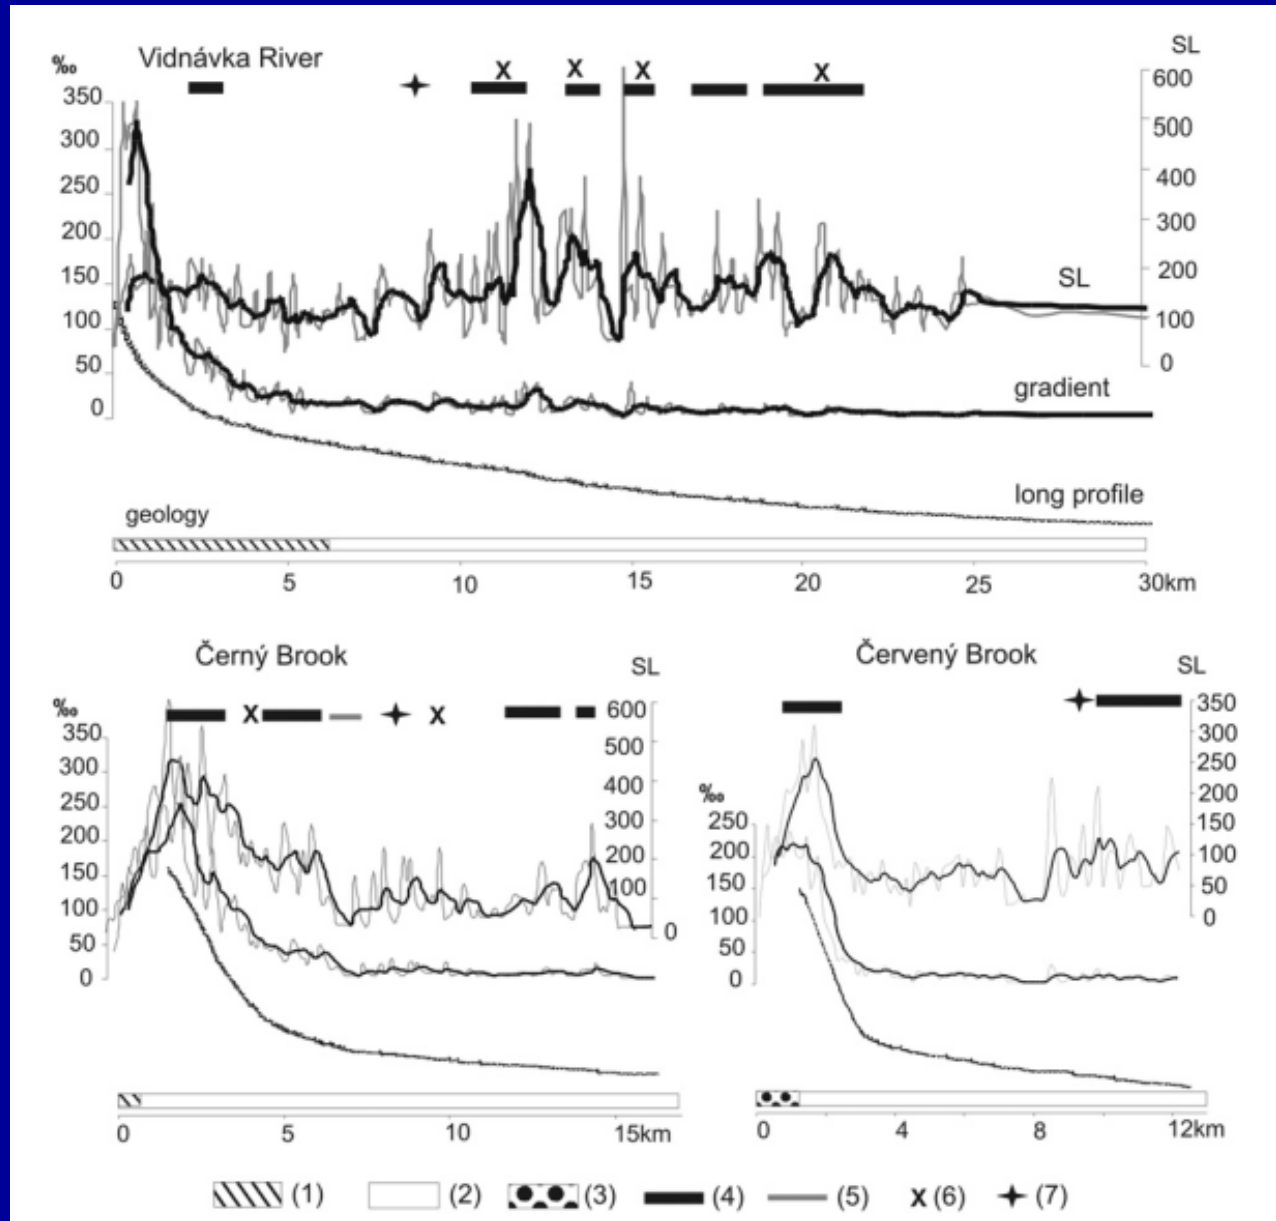 Vidnávka River
‰
SL
x x x x
350
300
250
200
150
100
50
0
600
500
400
300
200
100
0
SL
gradient
long profile
geology
0 5 10 15 20 25 30km
Černý Brook
‰
SL
x x
350
300
250
200
150
100
50
0
600
500
400
300
200
100
0
0 5 10 15km
Červený Brook
‰
SL
250
200
150
100
50
0
350
300
250
200
150
100
50
0
0 4 8 12km
(1) (2) (3) (4) (5) x (6) (7)